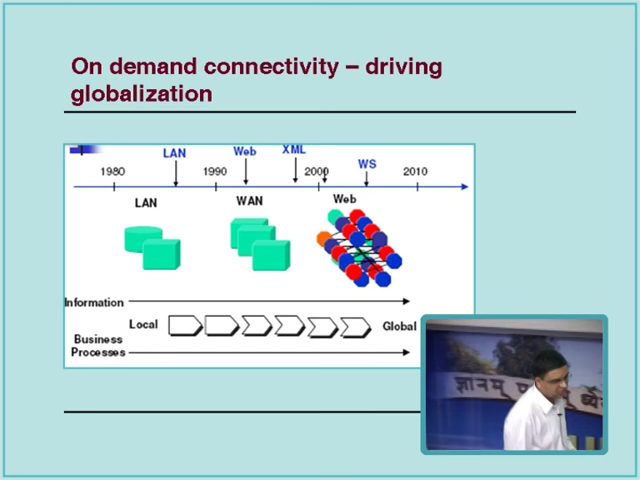 On demand connectivity – driving
globalization
LAN
Web
XML
WS
1980
1990
2000
2010
LAN
WAN
Web
Information
Local
Global
Business
Processes
ज्ञानम्